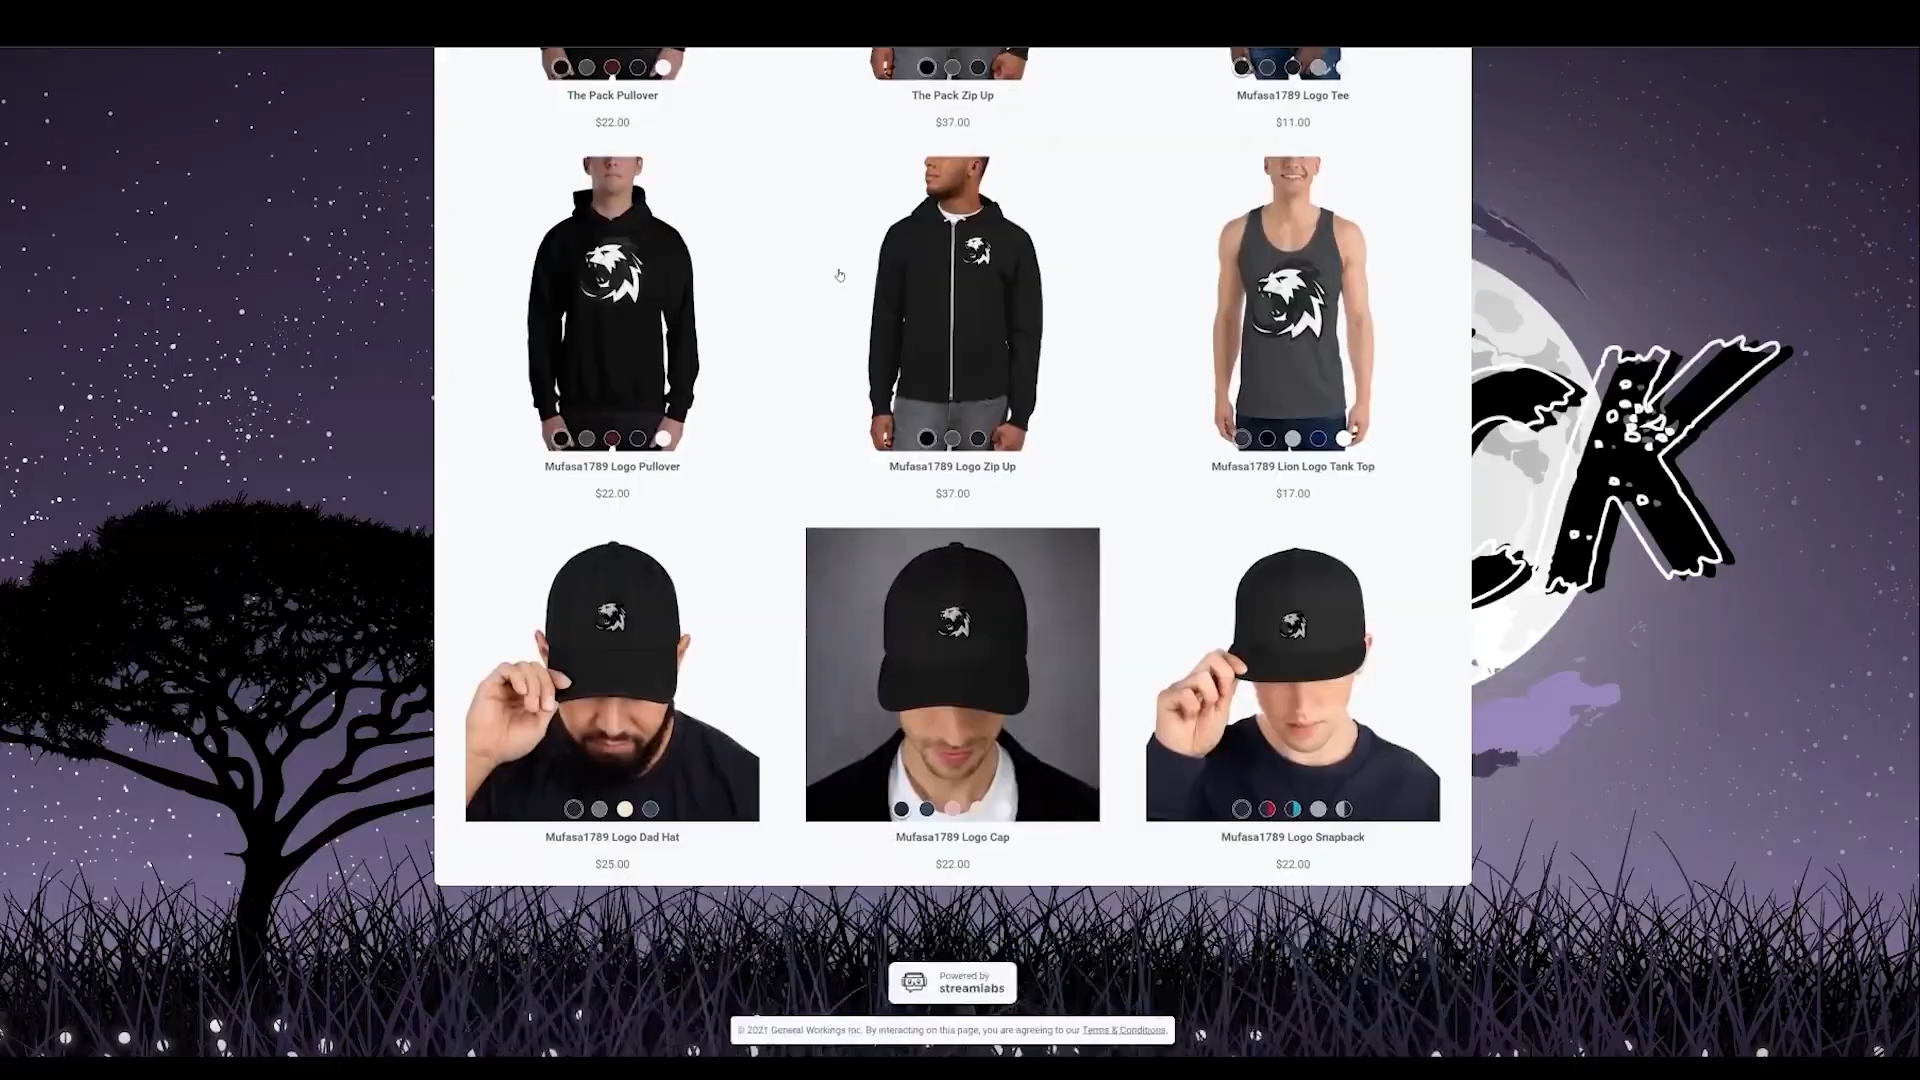 The Pack Pullover
The Pack Zip Up
Mufasa1789 Logo Tee
$22.00
$37.00
$11.00
Mufasa1789 Logo Pullover
Mufasa1789 Logo Zip Up
Mufasa1789 Lion Logo Tank Top
$22.00
$37.00
$17.00
CK
Mufasa1789 Logo Dad Hat
Mufasa1789 Logo Cap
Mufasa1789 Logo Snapback
$25.00
$22.00
$22.00
Powered by
streamlabs
© 2021 General Workings Inc. By interacting on this page, you are agreeing to our Terms & Conditions.